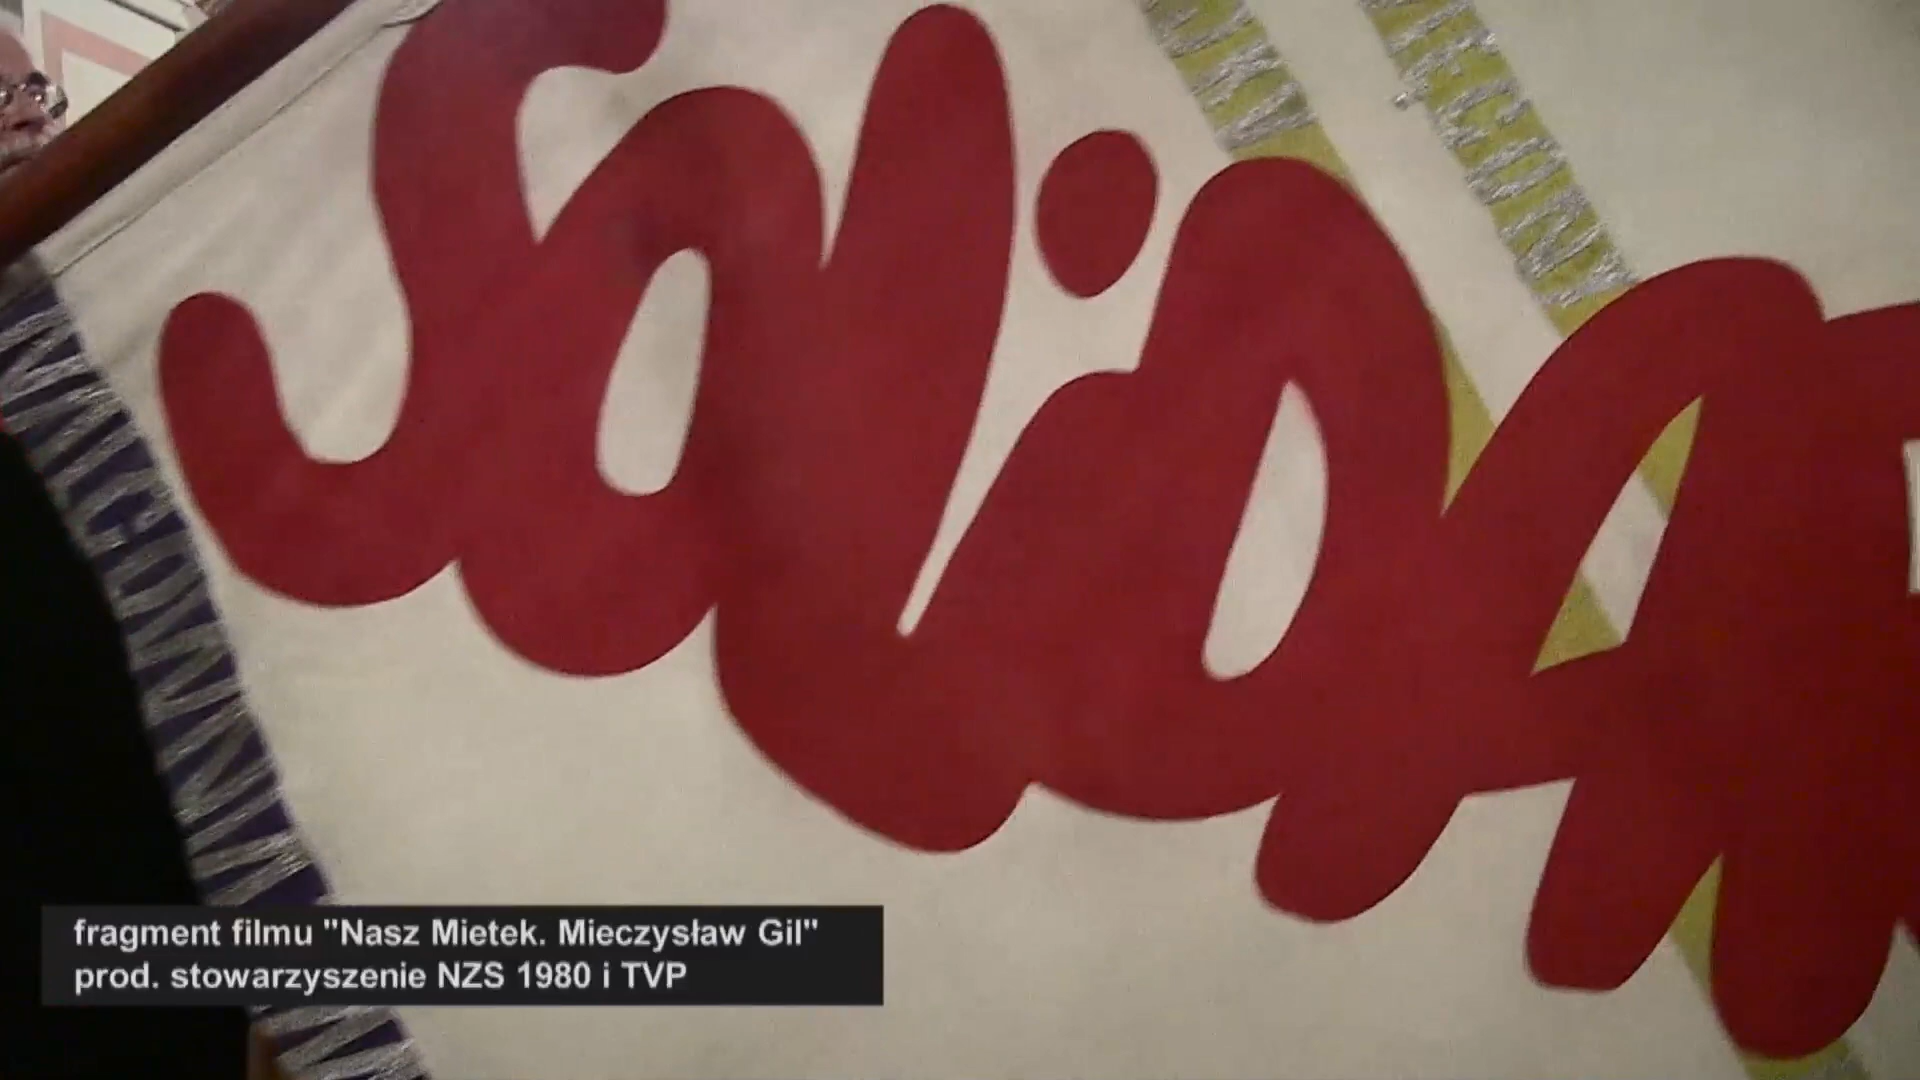 Solidar
fragment filmu "Nasz Mietek. Mieczysław Gil"
prod. stowarzyszenie NZS 1980 i TVP